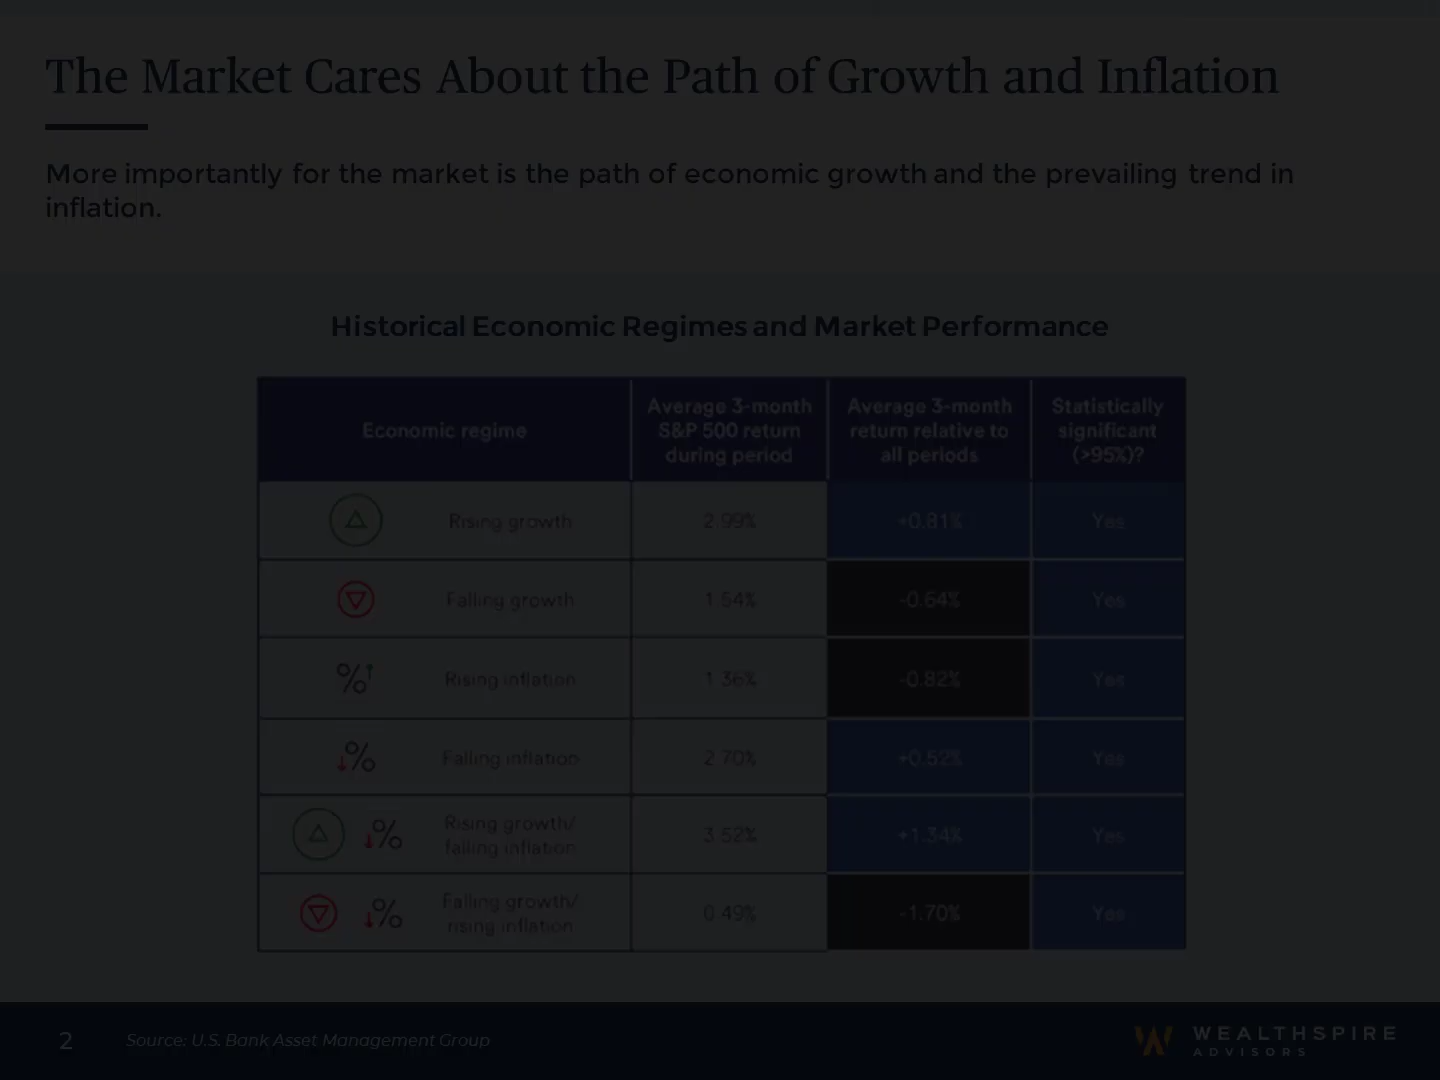 The Market Cares About the Path of Growth and Inflation
More importantly for the market is the path of economic growth and the prevailing trend in
inflation.
Historical Economic Regimes and Market Performance
Economic regime
Average 3-month
S&P 500 return
during period
Average 3-month
return relative to
all periods
Statistically
significant
(>95%)?
Rising growth
2.99%
+0.81%
Yes
Falling growth
1.54%
-0.64%
Yes
%
Rising inflation
1.36%
-0.82%
Yes
%
Falling inflation
2.70%
+0.52%
Yes
%
Rising growth/
falling inflation
3.52%
+1.34%
Yes
%
Falling growth/
rising inflation
0.49%
-1.70%
Yes
2
Source: U.S. Bank Asset Management Group
WEALTHSPIRE
ADVISORS